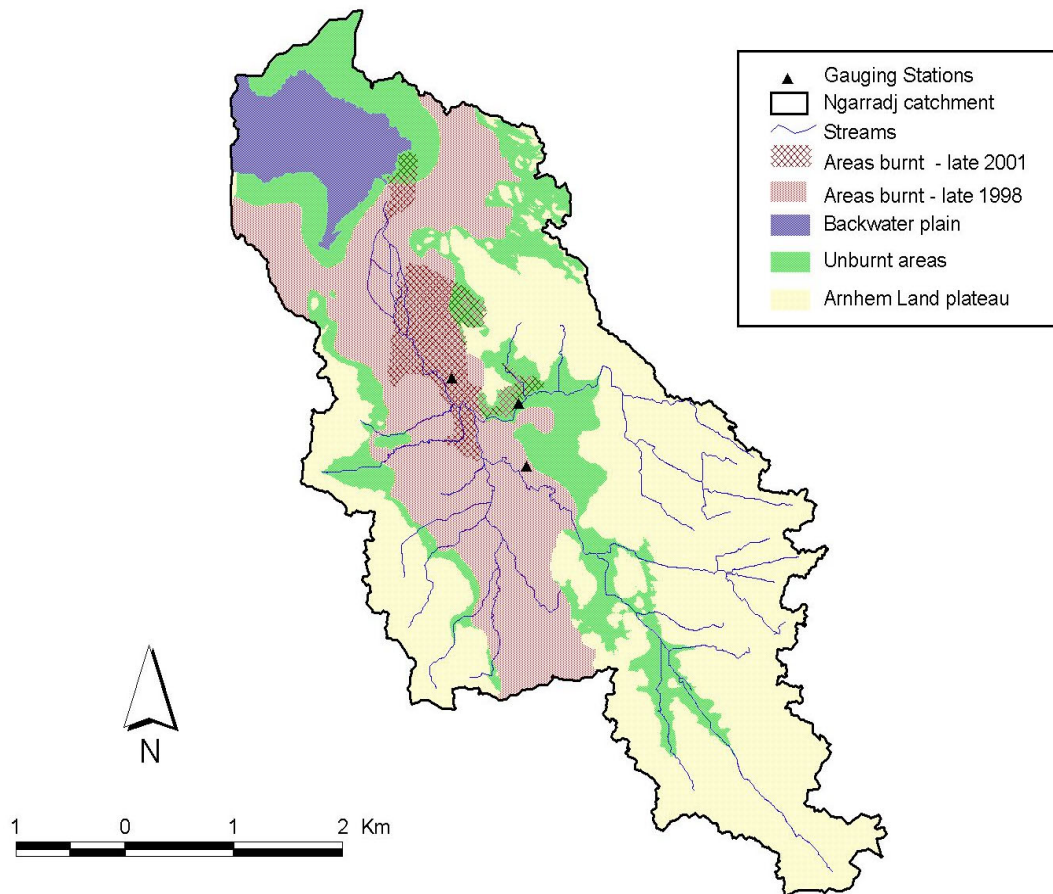 Gauging Stations
Ngarradj catchment
Streams
Areas burnt - late 2001
Areas burnt - late 1998
Backwater plain
Unburnt areas
Arnhem Land plateau
N
1 0 1 2 Km